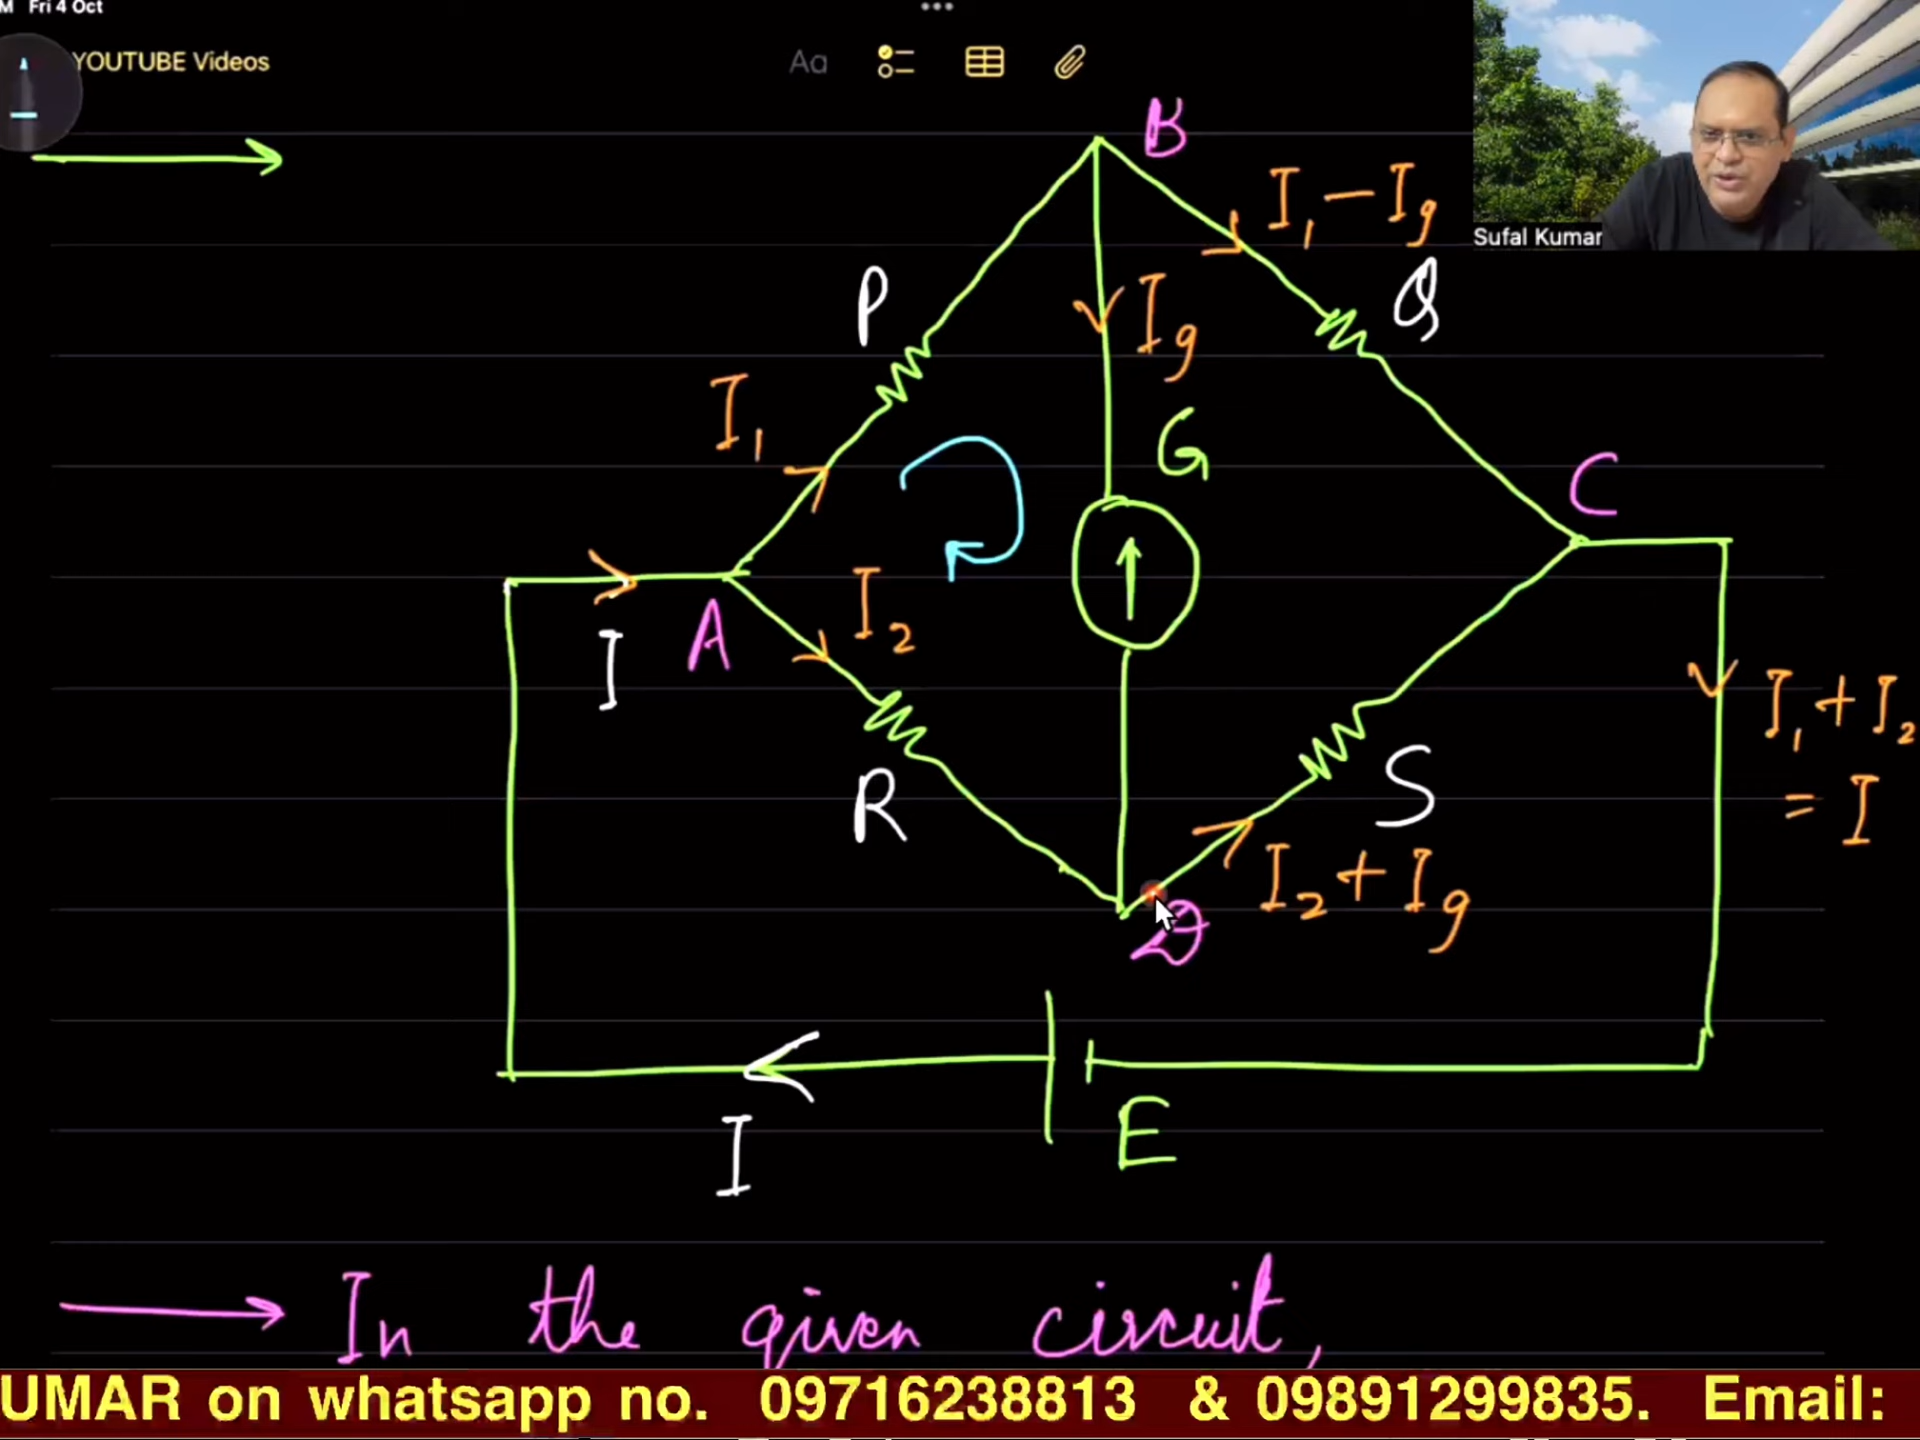 M Fri 4 Oct
YOUTUBE Videos
Aa
Sufal Kumar
B
I₁ - Ig
P
Ig
Q
I₁
G
C
I
A
I₂
I₁ + I₂
= I
R
S
I₂ + Ig
D
I
E
In the given circuit,
UMAR on whatsapp no. 09716238813 & 09891299835. Email: